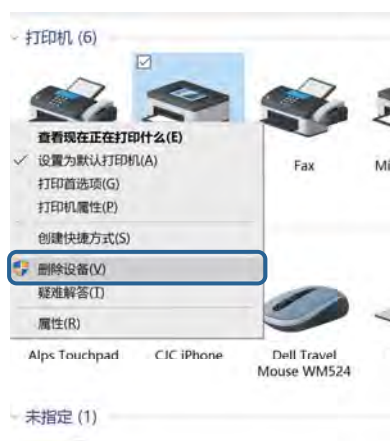 打印机 (6)
查看现在正在打印什么(E)
设置为默认打印机(A)
打印首选项(G)
打印机属性(P)
创建快捷方式(S)
删除设备(V)
疑难解答(T)
属性(R)
Fax
Mi
Alps Touchpad
CJC iPhone
Dell Travel
Mouse WM524
未指定 (1)